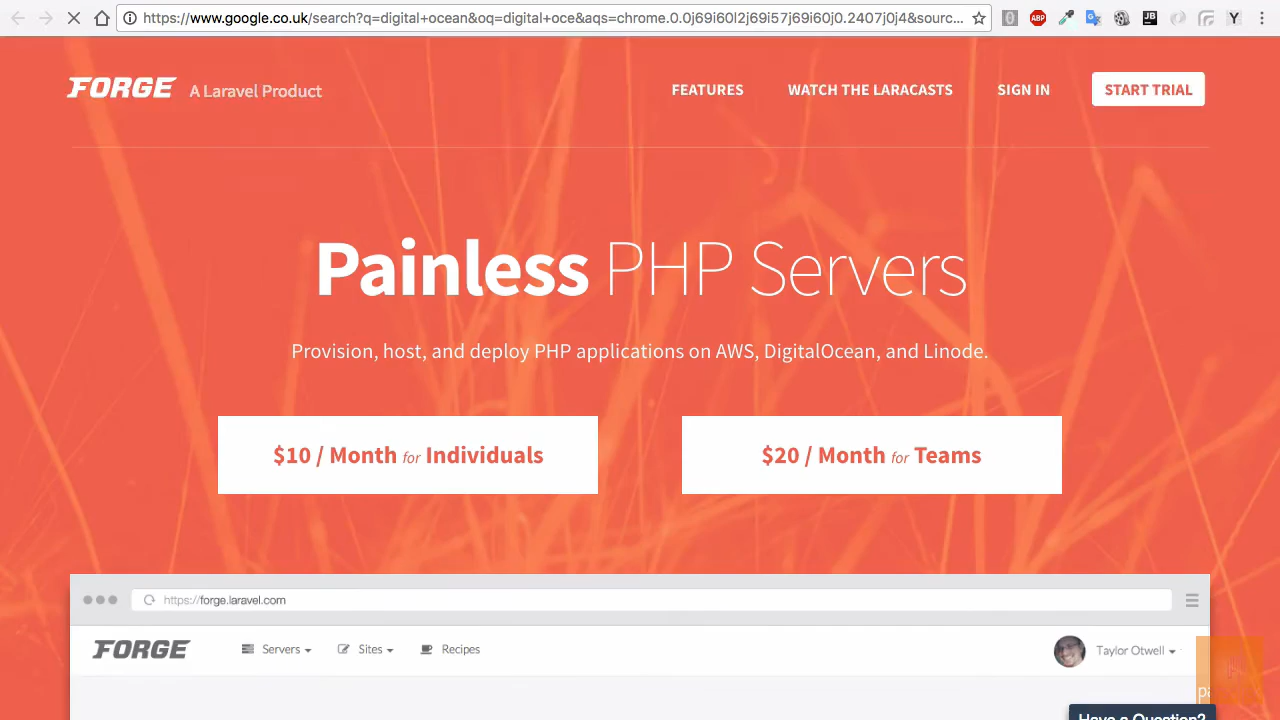 https://www.google.co.uk/search?q=digital+ocean&oq=digital+oce&aqs=chrome.0.0j69i60l2j69i57j69i60j0.2407j0j4&sourc...
ABP
JB
Y
FORGE A Laravel Product
FEATURES WATCH THE LARACASTS SIGN IN START TRIAL
Painless PHP Servers
Provision, host, and deploy PHP applications on AWS, DigitalOcean, and Linode.
$10 / Month for Individuals
$20 / Month for Teams
https://forge.laravel.com
FORGE Servers Sites Recipes Taylor Otwell
Have a Question?